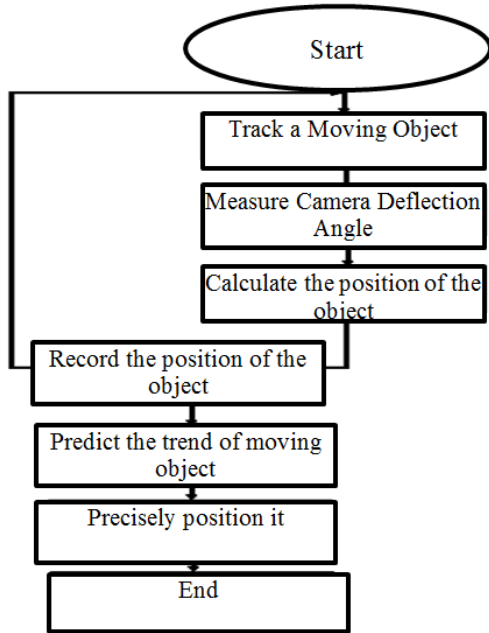 Start
Track a Moving Object
Measure Camera Deflection
Angle
Calculate the position of the
object
Record the position of the
object
Predict the trend of moving
object
Precisely position it
End